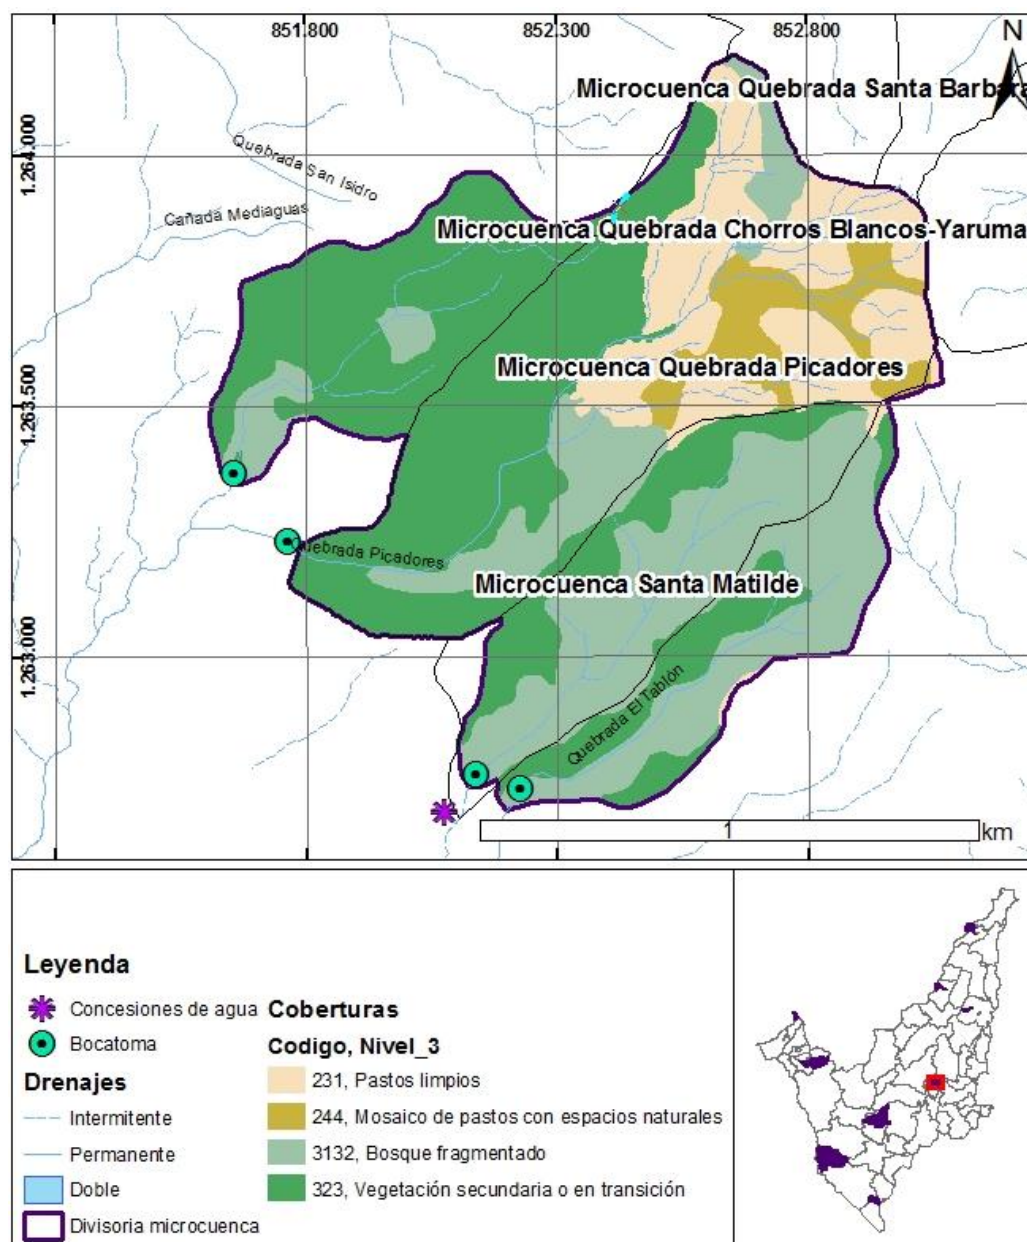 851.800
852.300
852.800
N
Microcuenca Quebrada Santa Barbara
1.264.000
Quebrada San Isidro
Cañada Mediaguas
Microcuenca Quebrada Chorros Blancos-Yaruma
Microcuenca Quebrada Picadores
1.263.500
Quebrada Picadores
Microcuenca Santa Matilde
1.263.000
Quebrada El Tablón
1
km
Leyenda
Concesiones de agua
Bocatoma
Drenajes
Intermitente
Permanente
Doble
Divisoria microcuenca
Coberturas
Codigo, Nivel_3
231, Pastos limpios
244, Mosaico de pastos con espacios naturales
3132, Bosque fragmentado
323, Vegetación secundaria o en transición